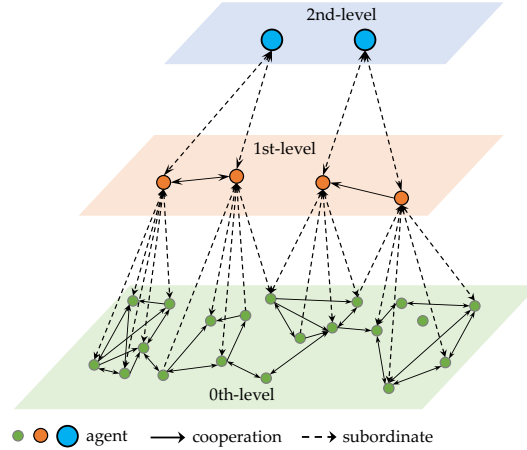 2nd-level
1st-level
0th-level
agent cooperation subordinate